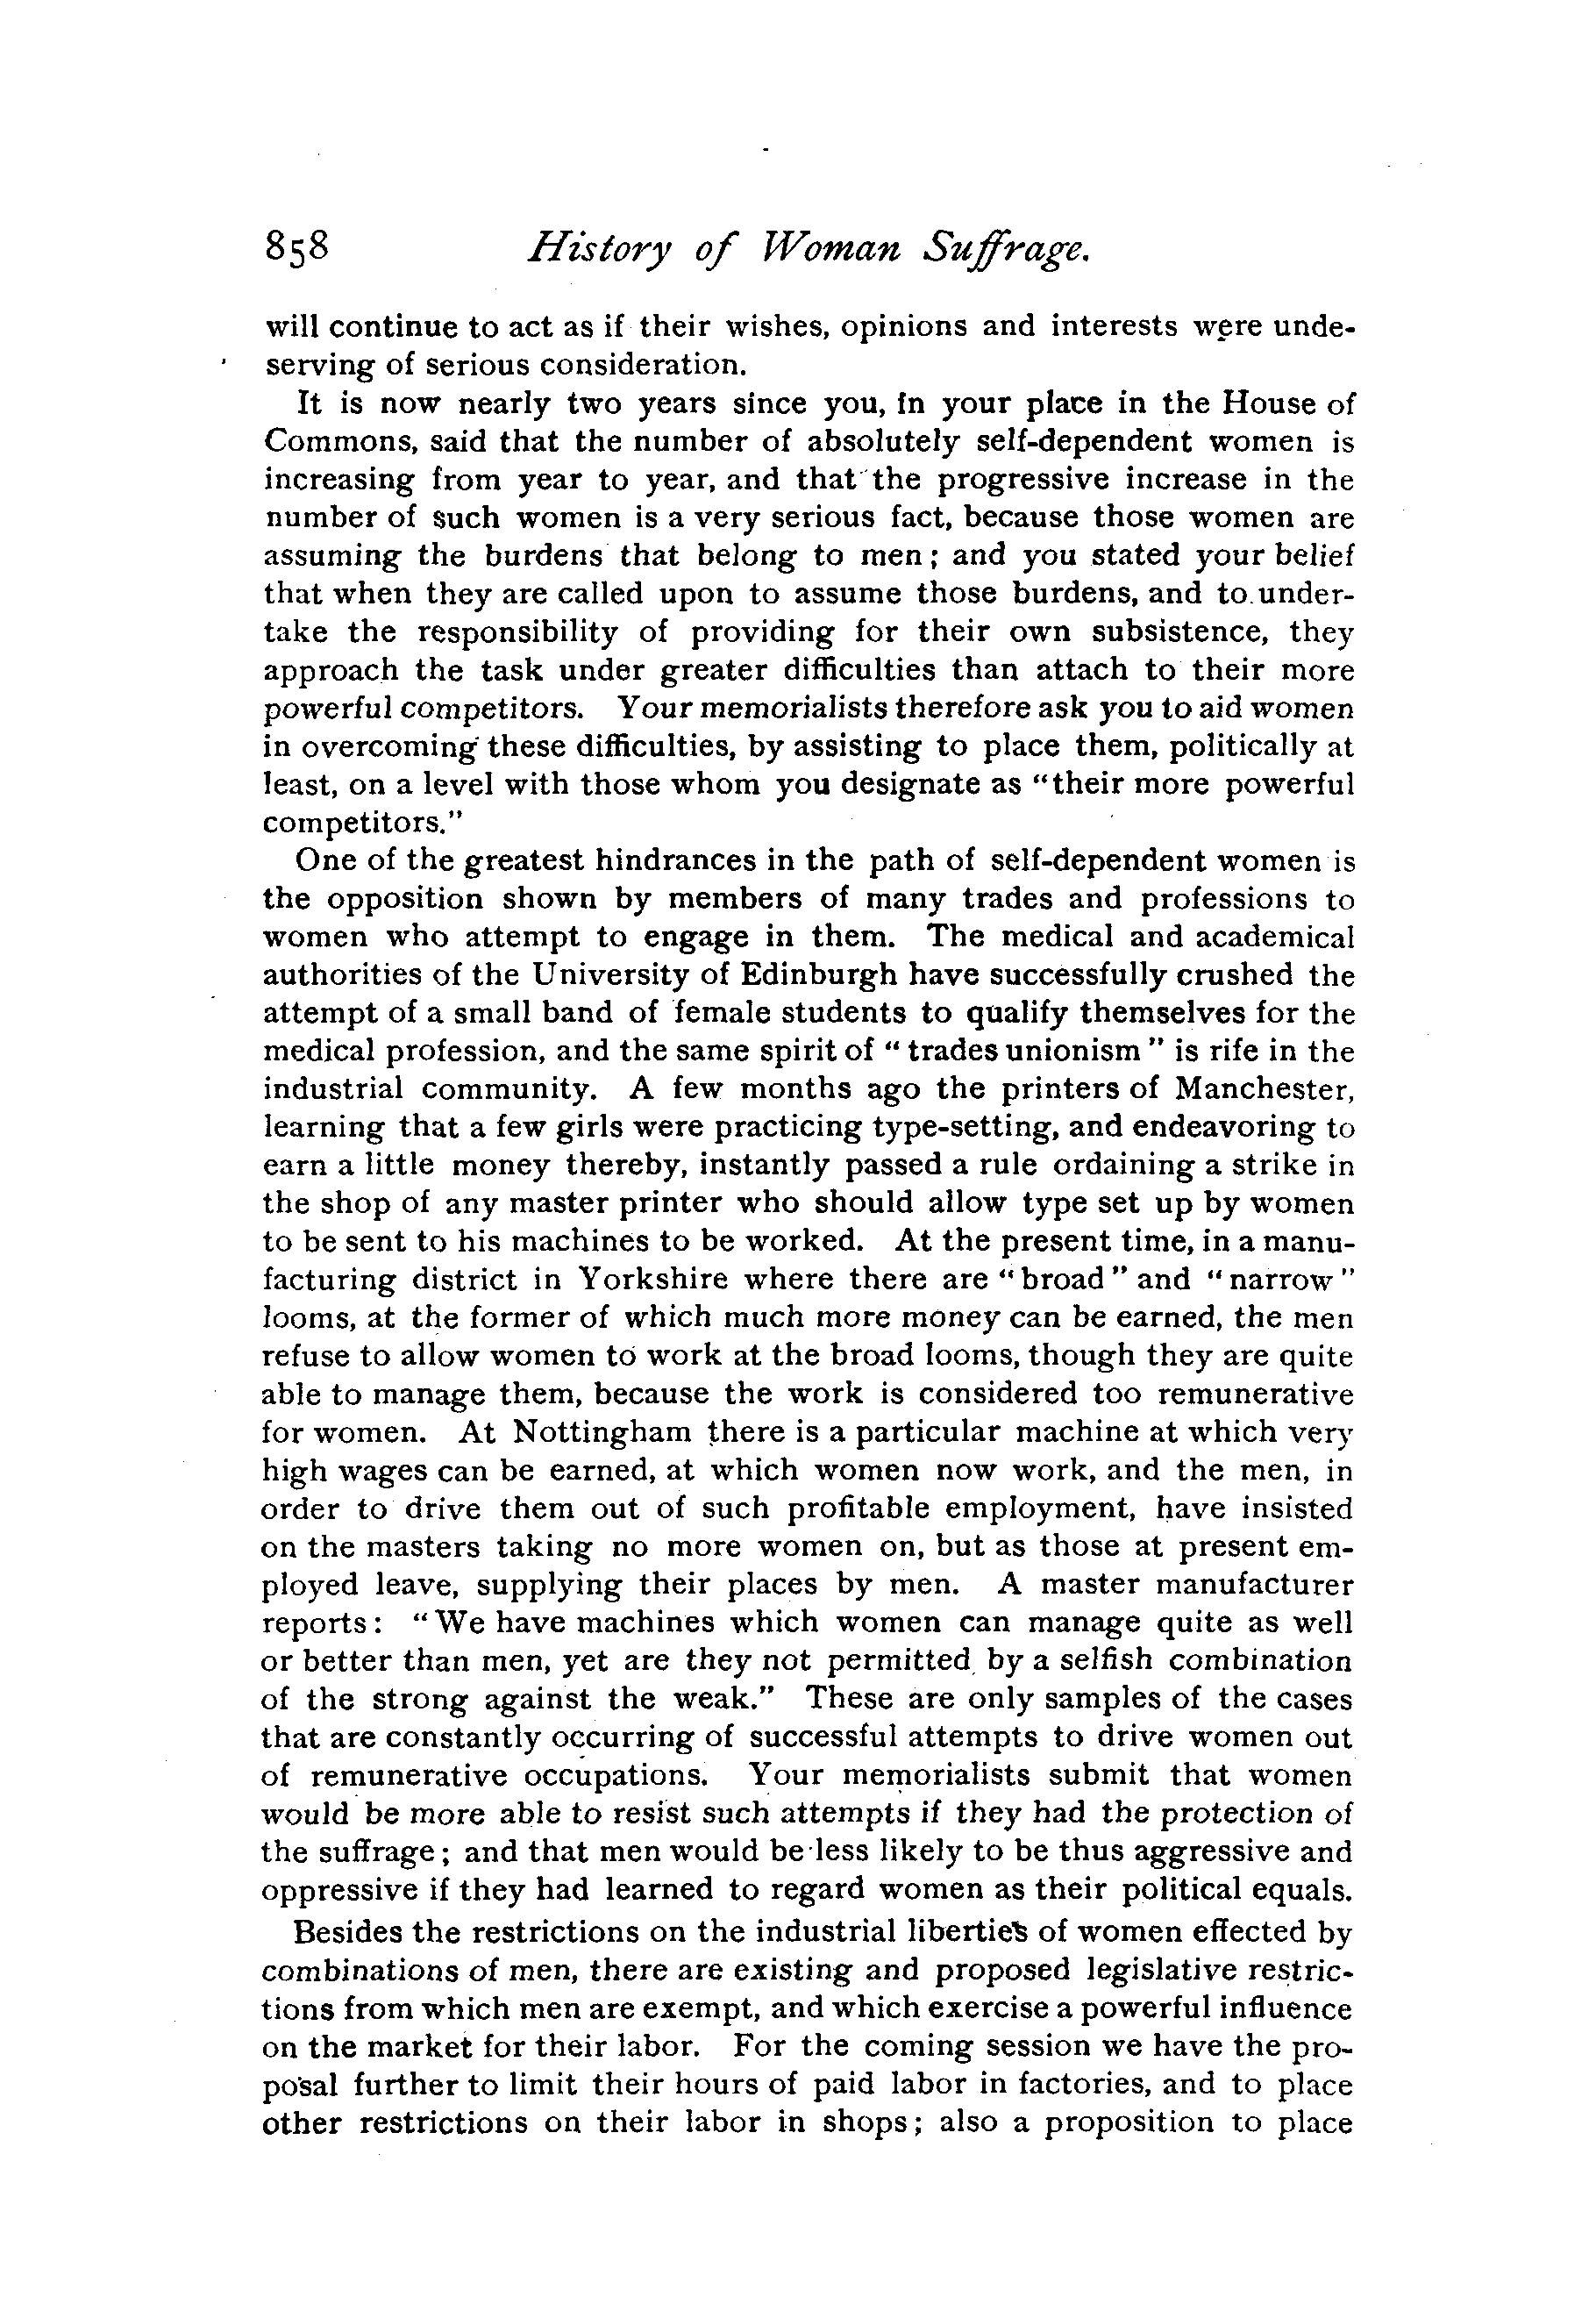 858 History of Woman Suffrage.
will continue to act as if their wishes, opinions and interests were unde-
serving of serious consideration.
It is now nearly two years since you, in your place in the House of
Commons, said that the number of absolutely self-dependent women is
increasing from year to year, and that the progressive increase in the
number of such women is a very serious fact, because those women are
assuming the burdens that belong to men; and you stated your belief
that when they are called upon to assume those burdens, and to under-
take the responsibility of providing for their own subsistence, they
approach the task under greater difficulties than attach to their more
powerful competitors. Your memorialists therefore ask you to aid women
in overcoming these difficulties, by assisting to place them, politically at
least, on a level with those whom you designate as "their more powerful
competitors."
One of the greatest hindrances in the path of self-dependent women is
the opposition shown by members of many trades and professions to
women who attempt to engage in them. The medical and academical
authorities of the University of Edinburgh have successfully crushed the
attempt of a small band of female students to qualify themselves for the
medical profession, and the same spirit of "trades unionism" is rife in the
industrial community. A few months ago the printers of Manchester,
learning that a few girls were practicing type-setting, and endeavoring to
earn a little money thereby, instantly passed a rule ordaining a strike in
the shop of any master printer who should allow type set up by women
to be sent to his machines to be worked. At the present time, in a manu-
facturing district in Yorkshire where there are "broad" and "narrow"
looms, at the former of which much more money can be earned, the men
refuse to allow women to work at the broad looms, though they are quite
able to manage them, because the work is considered too remunerative
for women. At Nottingham there is a particular machine at which very
high wages can be earned, at which women now work, and the men, in
order to drive them out of such profitable employment, have insisted
on the masters taking no more women on, but as those at present em-
ployed leave, supplying their places by men. A master manufacturer
reports: "We have machines which women can manage quite as well
or better than men, yet are they not permitted by a selfish combination
of the strong against the weak." These are only samples of the cases
that are constantly occurring of successful attempts to drive women out
of remunerative occupations. Your memorialists submit that women
would be more able to resist such attempts if they had the protection of
the suffrage; and that men would be less likely to be thus aggressive and
oppressive if they had learned to regard women as their political equals.
Besides the restrictions on the industrial liberties of women effected by
combinations of men, there are existing and proposed legislative restric-
tions from which men are exempt, and which exercise a powerful influence
on the market for their labor. For the coming session we have the pro-
posal further to limit their hours of paid labor in factories, and to place
other restrictions on their labor in shops; also a proposition to place